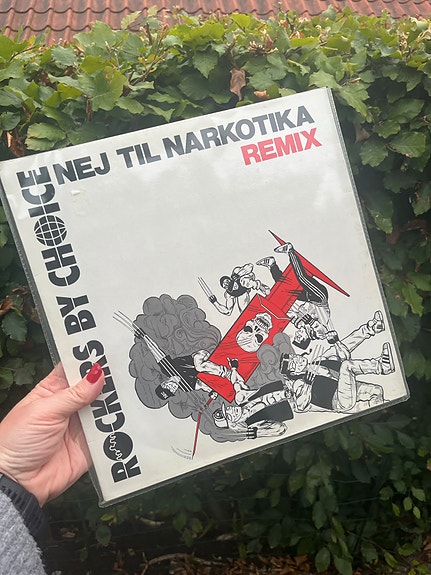 ROCKERS BY CHOICE
NEJ TIL NARKOTIKA
REMIX